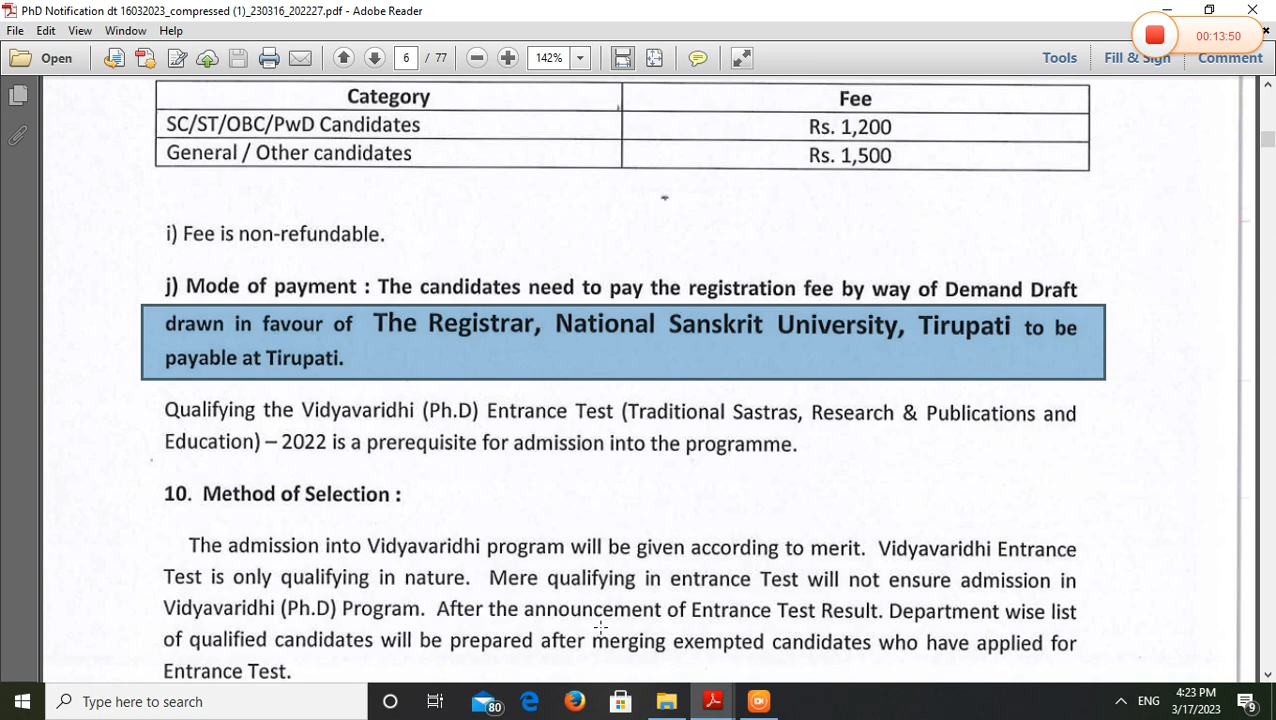 PhD Notification dt 16032023_compressed (1)_230316_202227.pdf - Adobe Reader
File Edit View Window Help
00:13:50
Open 6 / 77 142% Tools Fill & Sign Comment
Category Fee
SC/ST/OBC/PwD Candidates Rs. 1,200
General / Other candidates Rs. 1,500
i) Fee is non-refundable.
j) Mode of payment : The candidates need to pay the registration fee by way of Demand Draft
drawn in favour of The Registrar, National Sanskrit University, Tirupati to be
payable at Tirupati.
Qualifying the Vidyavaridhi (Ph.D) Entrance Test (Traditional Sastras, Research & Publications and
Education) – 2022 is a prerequisite for admission into the programme.
10. Method of Selection :
The admission into Vidyavaridhi program will be given according to merit. Vidyavaridhi Entrance
Test is only qualifying in nature. Mere qualifying in entrance Test will not ensure admission in
Vidyavaridhi (Ph.D) Program. After the announcement of Entrance Test Result. Department wise list
of qualified candidates will be prepared after merging exempted candidates who have applied for
Entrance Test.
Type here to search
80
ENG
4:23 PM
3/17/2023
9